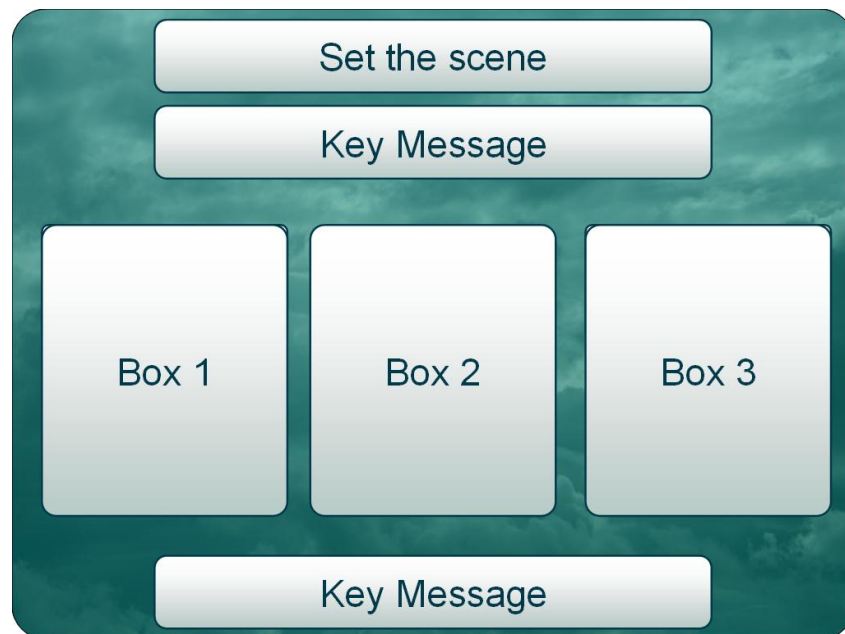 Set the scene
Key Message
Box 1
Box 2
Box 3
Key Message